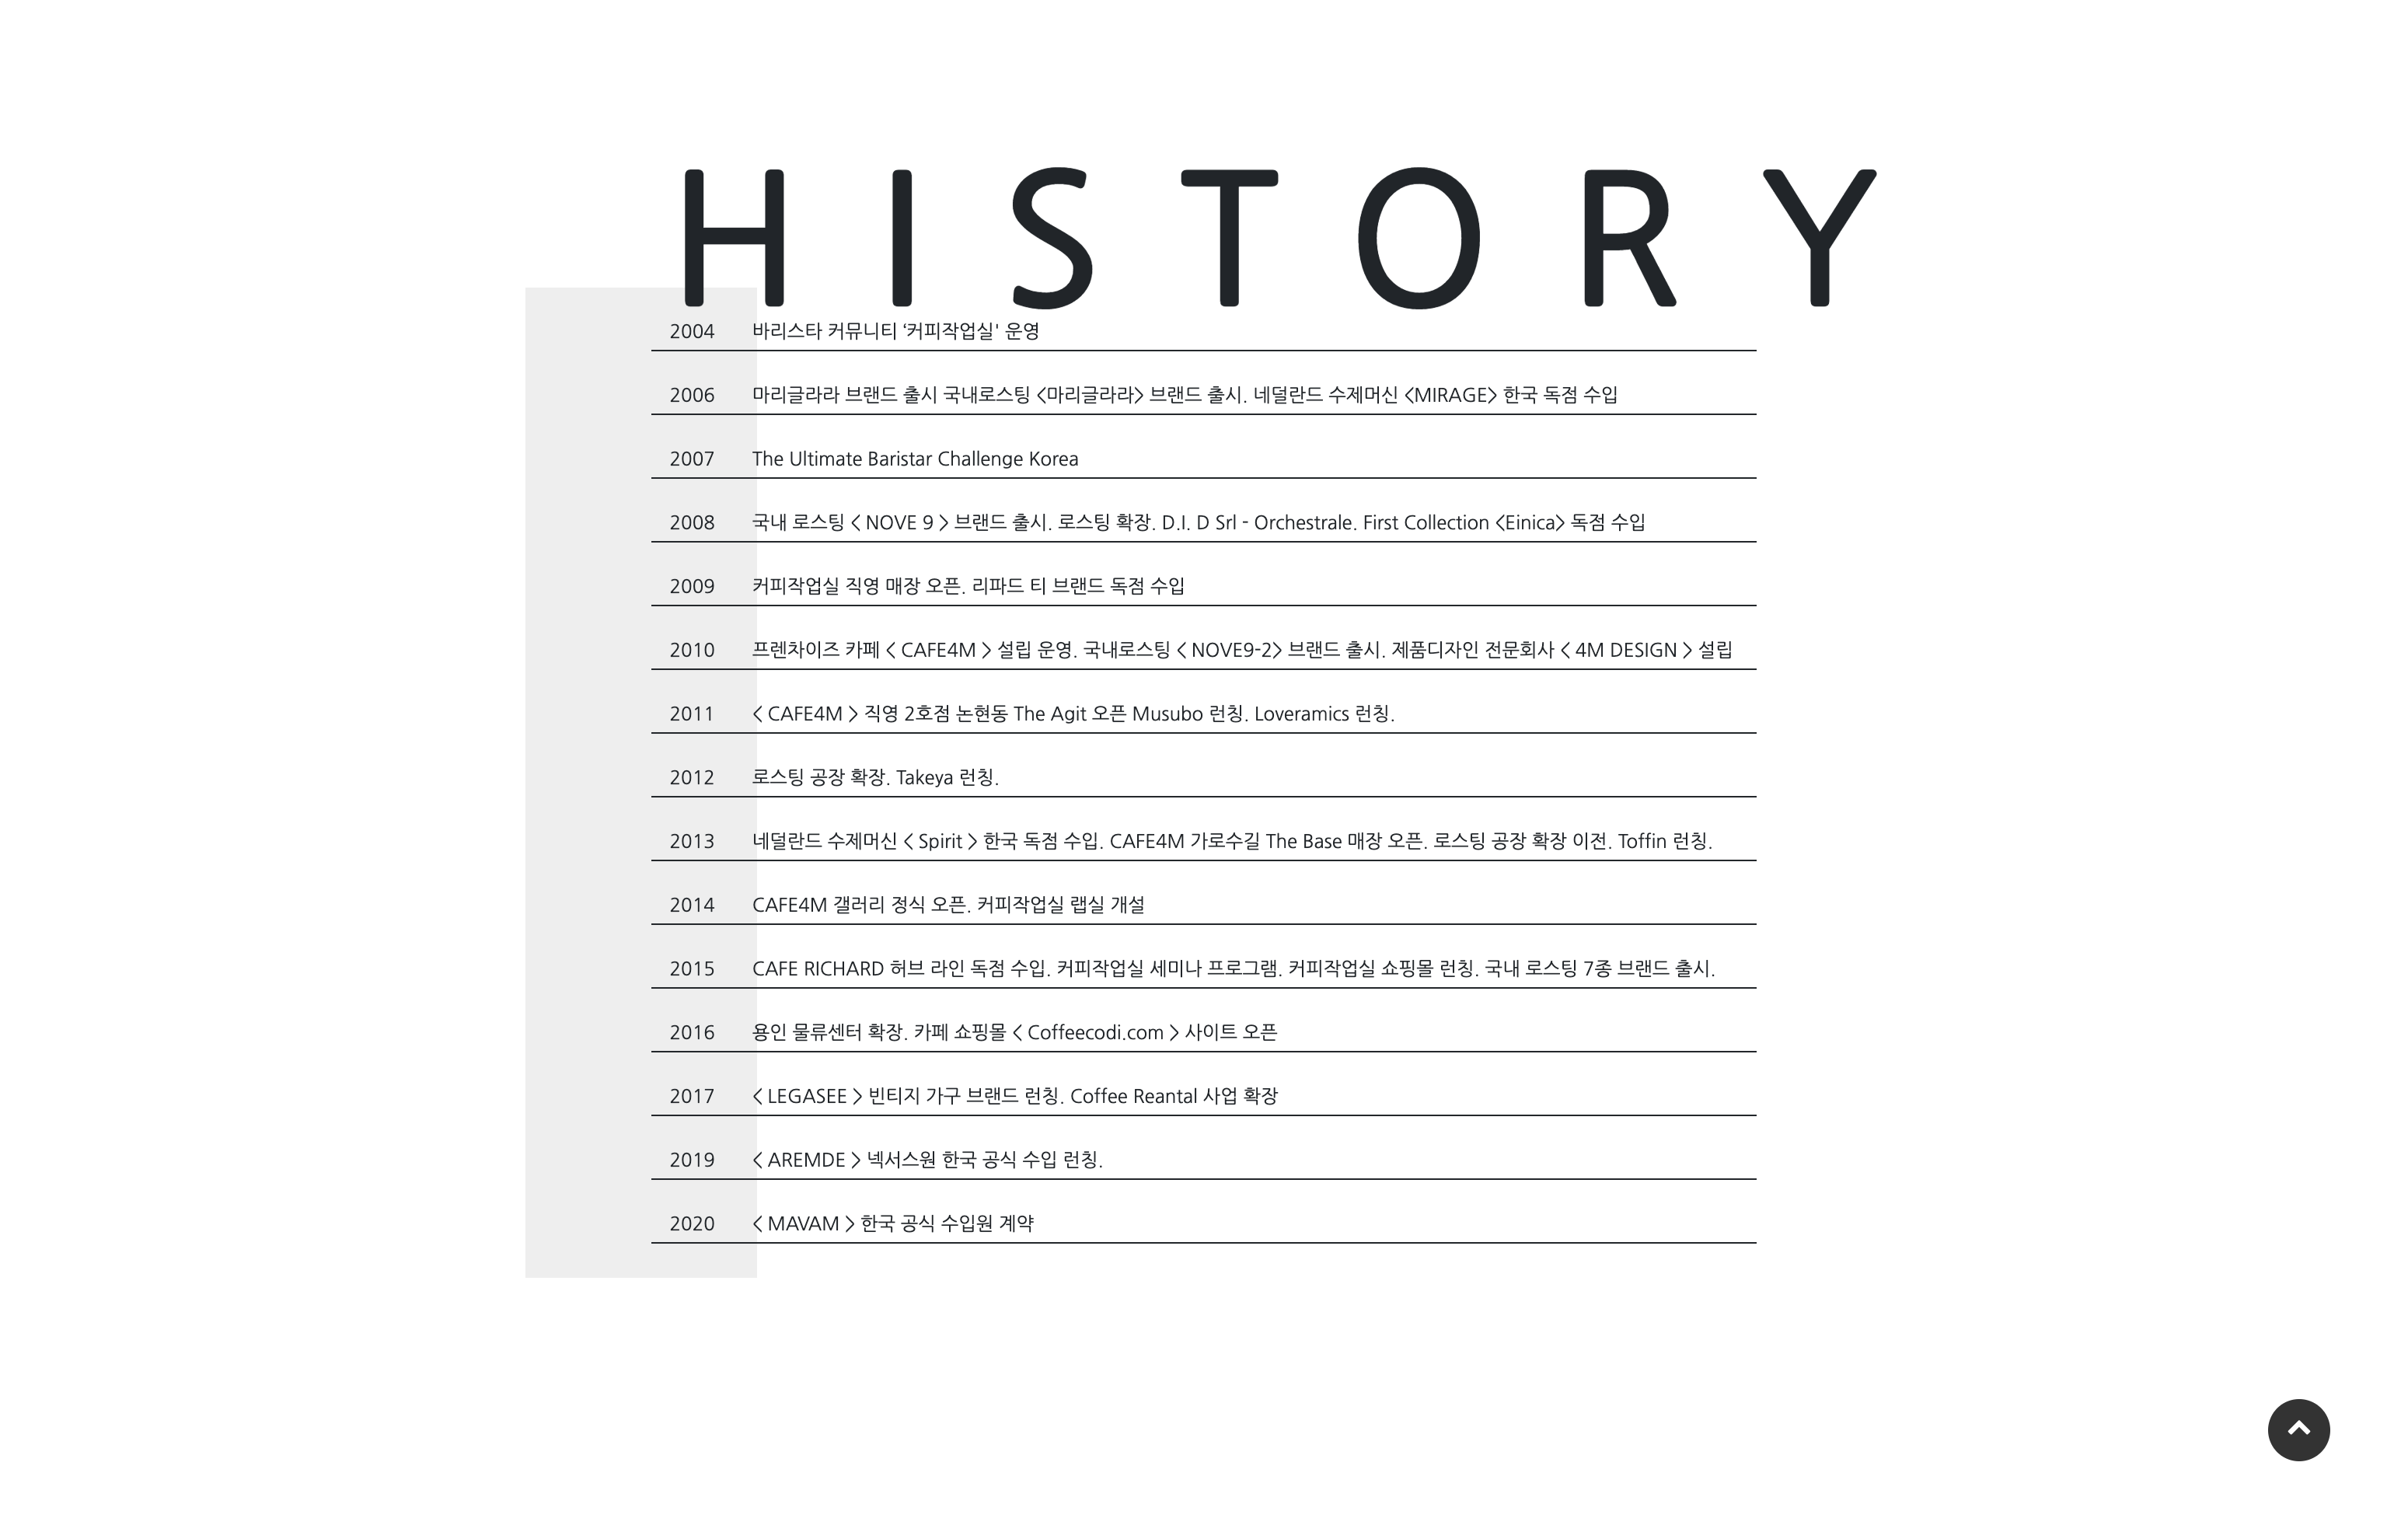 HISTORY
2004 바리스타 커뮤니티 ‘커피작업실' 운영
2006 마리글라라 브랜드 출시 국내로스팅 <마리글라라> 브랜드 출시. 네덜란드 수제머신 <MIRAGE> 한국 독점 수입
2007 The Ultimate Baristar Challenge Korea
2008 국내 로스팅 < NOVE 9 > 브랜드 출시. 로스팅 확장. D.I. D Srl - Orchestrale. First Collection <Einica> 독점 수입
2009 커피작업실 직영 매장 오픈. 리파드 티 브랜드 독점 수입
2010 프렌차이즈 카페 < CAFE4M > 설립 운영. 국내로스팅 < NOVE9-2> 브랜드 출시. 제품디자인 전문회사 < 4M DESIGN > 설립
2011 < CAFE4M > 직영 2호점 논현동 The Agit 오픈 Musubo 런칭. Loveramics 런칭.
2012 로스팅 공장 확장. Takeya 런칭.
2013 네덜란드 수제머신 < Spirit > 한국 독점 수입. CAFE4M 가로수길 The Base 매장 오픈. 로스팅 공장 확장 이전. Toffin 런칭.
2014 CAFE4M 갤러리 정식 오픈. 커피작업실 랩실 개설
2015 CAFE RICHARD 허브 라인 독점 수입. 커피작업실 세미나 프로그램. 커피작업실 쇼핑몰 런칭. 국내 로스팅 7종 브랜드 출시.
2016 용인 물류센터 확장. 카페 쇼핑몰 < Coffeecodi.com > 사이트 오픈
2017 < LEGASEE > 빈티지 가구 브랜드 런칭. Coffee Reantal 사업 확장
2019 < AREMDE > 넥서스원 한국 공식 수입 런칭.
2020 < MAVAM > 한국 공식 수입원 계약